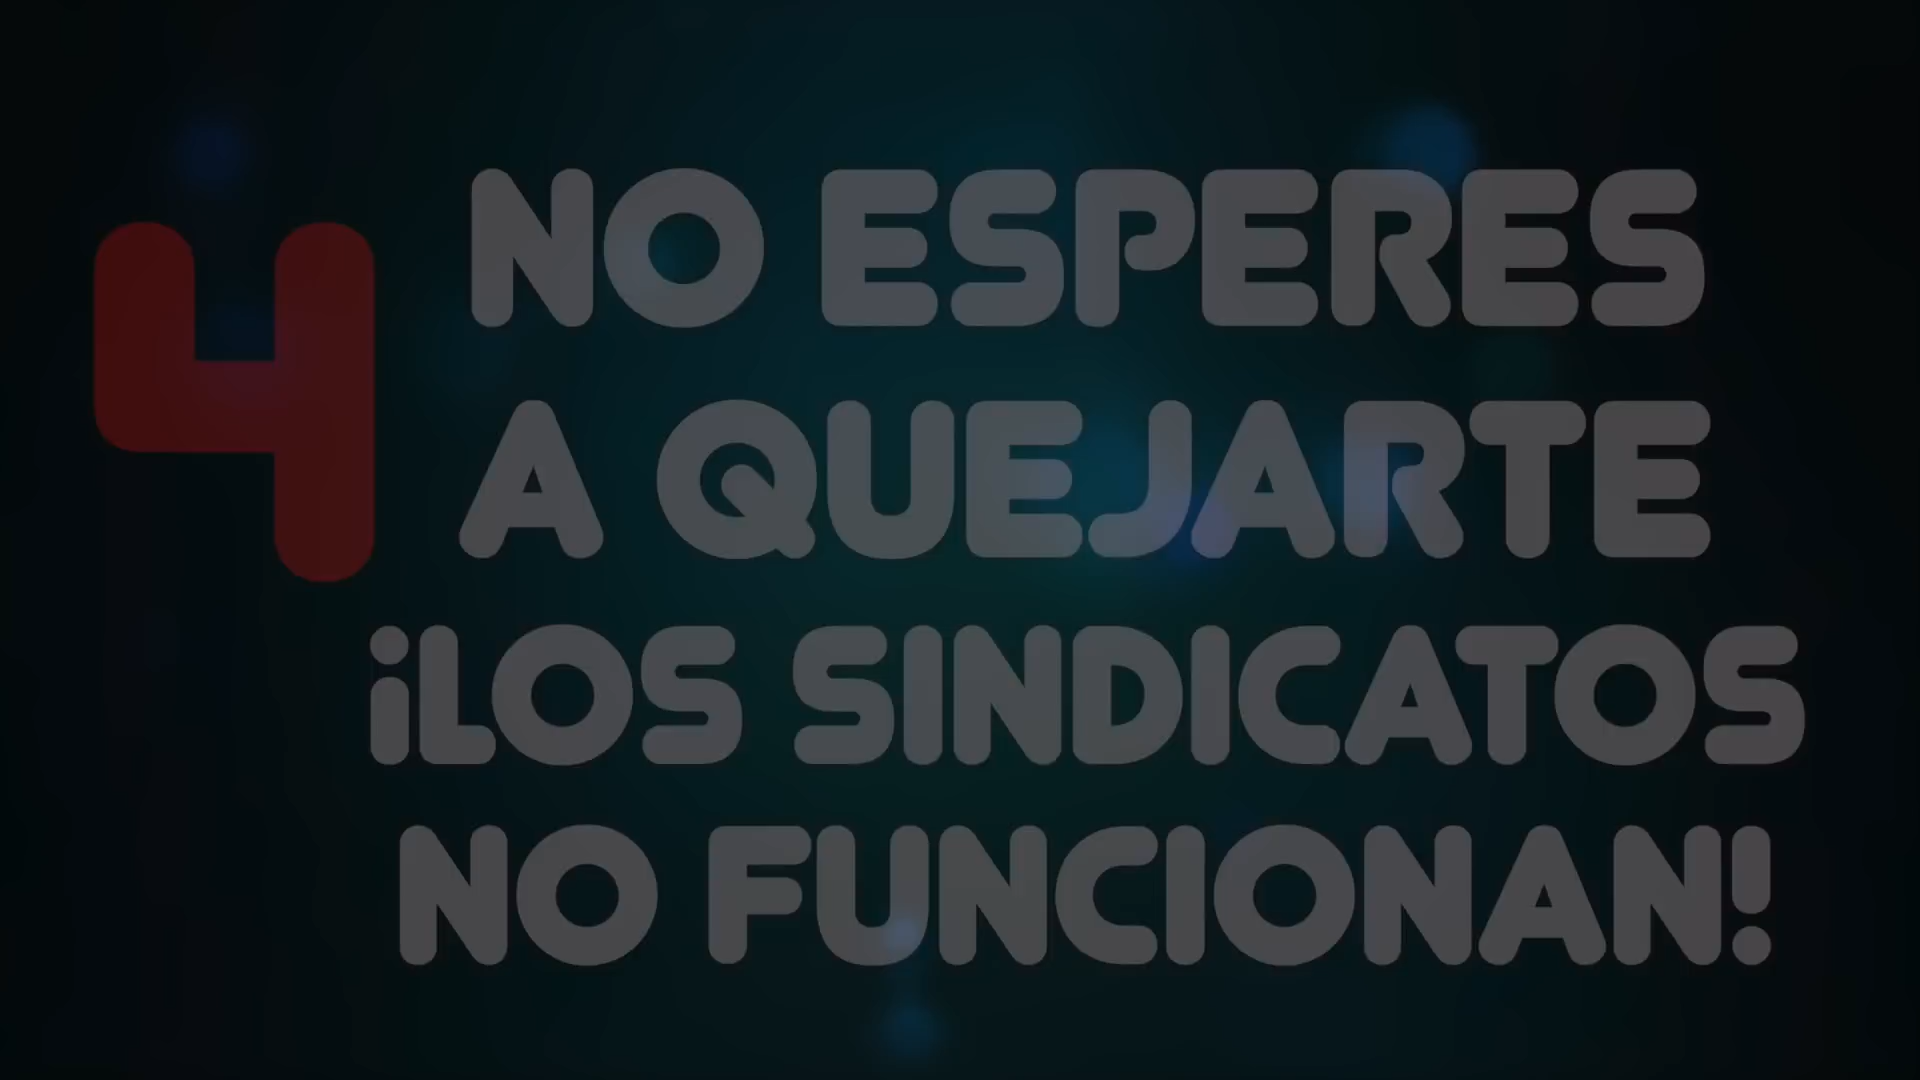 4
NO ESPERES
A QUEJARTE
¡LOS SINDICATOS
NO FUNCIONAN!